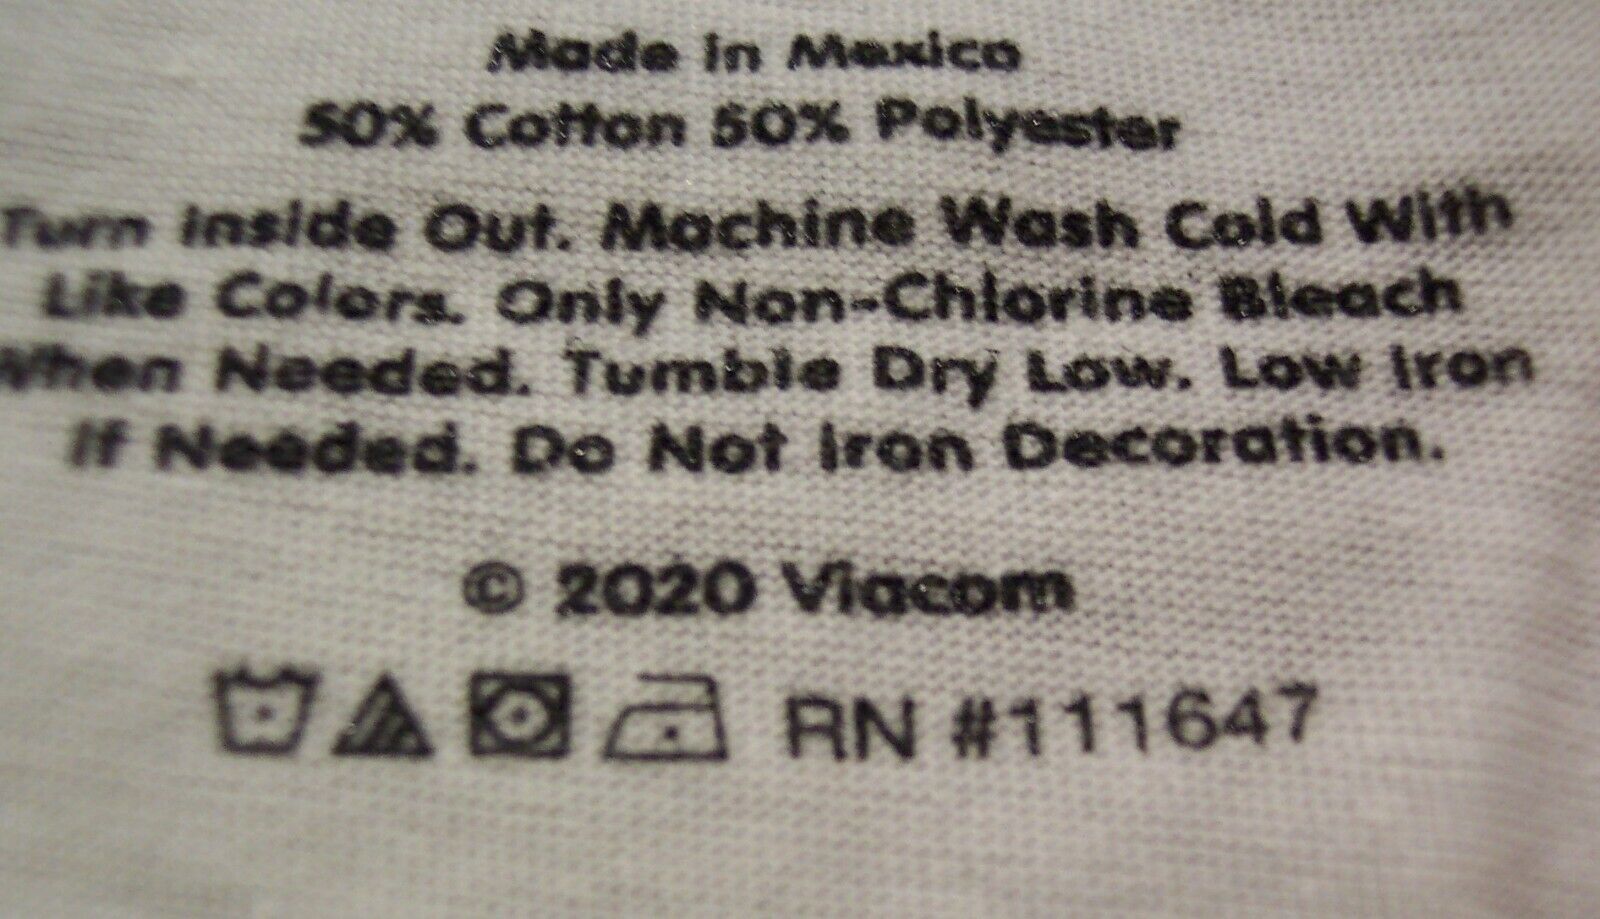 Made in Mexico
50% Cotton 50% Polyester
Turn Inside Out. Machine Wash Cold With
Like Colors. Only Non-Chlorine Bleach
When Needed. Tumble Dry Low. Low Iron
If Needed. Do Not Iron Decoration.
© 2020 Viacom
RN #111647